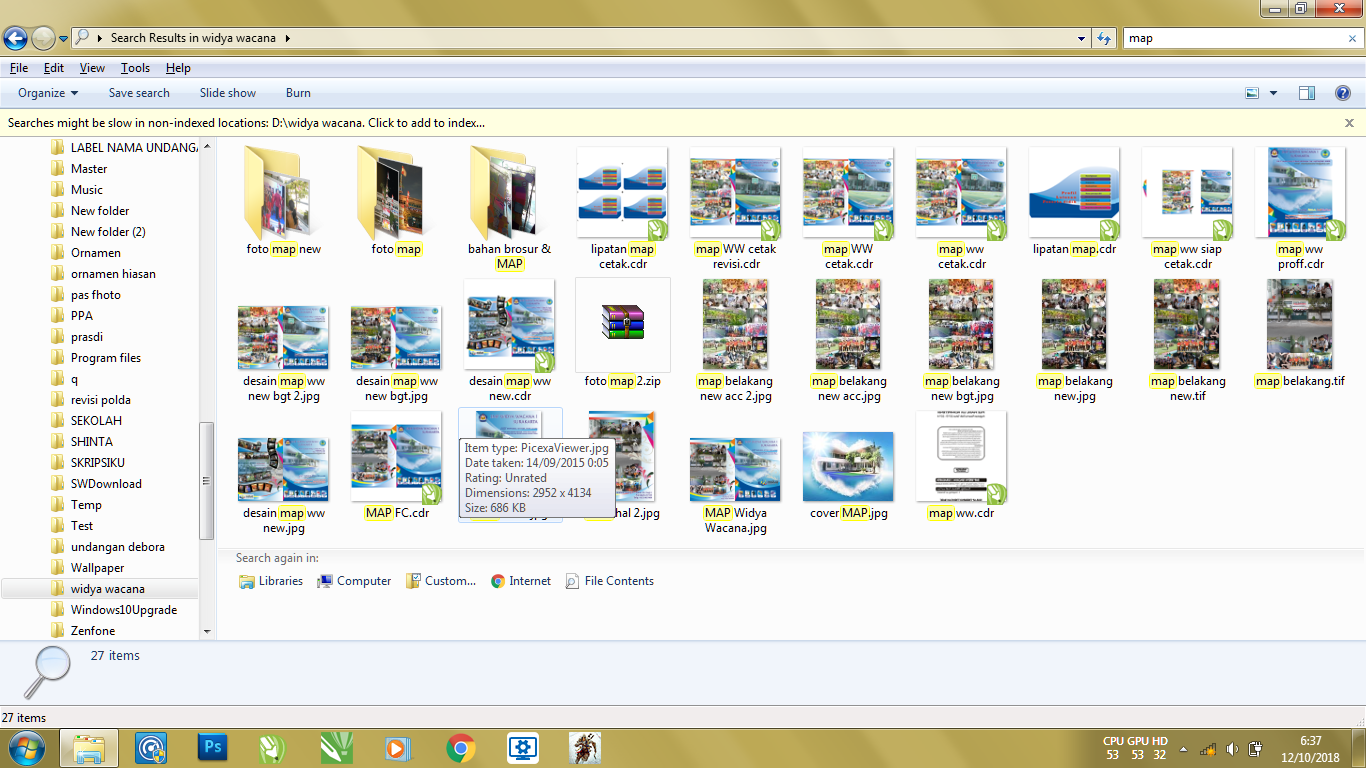 Search Results in widya wacana
map
File Edit View Tools Help
Organize Save search Slide show Burn
Searches might be slow in non-indexed locations: D:\widya wacana. Click to add to index...
LABEL NAMA UNDANGA
Master
Music
New folder
New folder (2)
Ornamen
ornamen hiasan
pas fhoto
PPA
prasdi
Program files
q
revisi polda
SEKOLAH
SHINTA
SKRIPSIKU
SWDownload
Temp
Test
undangan debora
Wallpaper
widya wacana
Windows10Upgrade
Zenfone
foto map new
foto map
bahan brosur &
MAP
lipatan map
cetak.cdr
map WW cetak
revisi.cdr
map WW
cetak.cdr
map ww
cetak.cdr
lipatan map.cdr
map ww siap
cetak.cdr
map ww
proff.cdr
desain map ww
new bgt 2.jpg
desain map ww
new bgt.jpg
desain map ww
new.cdr
foto map 2.zip
map belakang
new acc 2.jpg
map belakang
new acc.jpg
map belakang
new bgt.jpg
map belakang
new.jpg
map belakang
new.tif
map belakang.tif
desain map ww
new.jpg
MAP FC.cdr
Item type: PicexaViewer.jpg
Date taken: 14/09/2015 0:05
Rating: Unrated
Dimensions: 2952 x 4134
Size: 686 KB
hal 2.jpg
MAP Widya
Wacana.jpg
cover MAP.jpg
map ww.cdr
Search again in:
Libraries Computer Custom... Internet File Contents
27 items
27 items
Ps
CPU GPU HD
53 53 32
6:37
12/10/2018